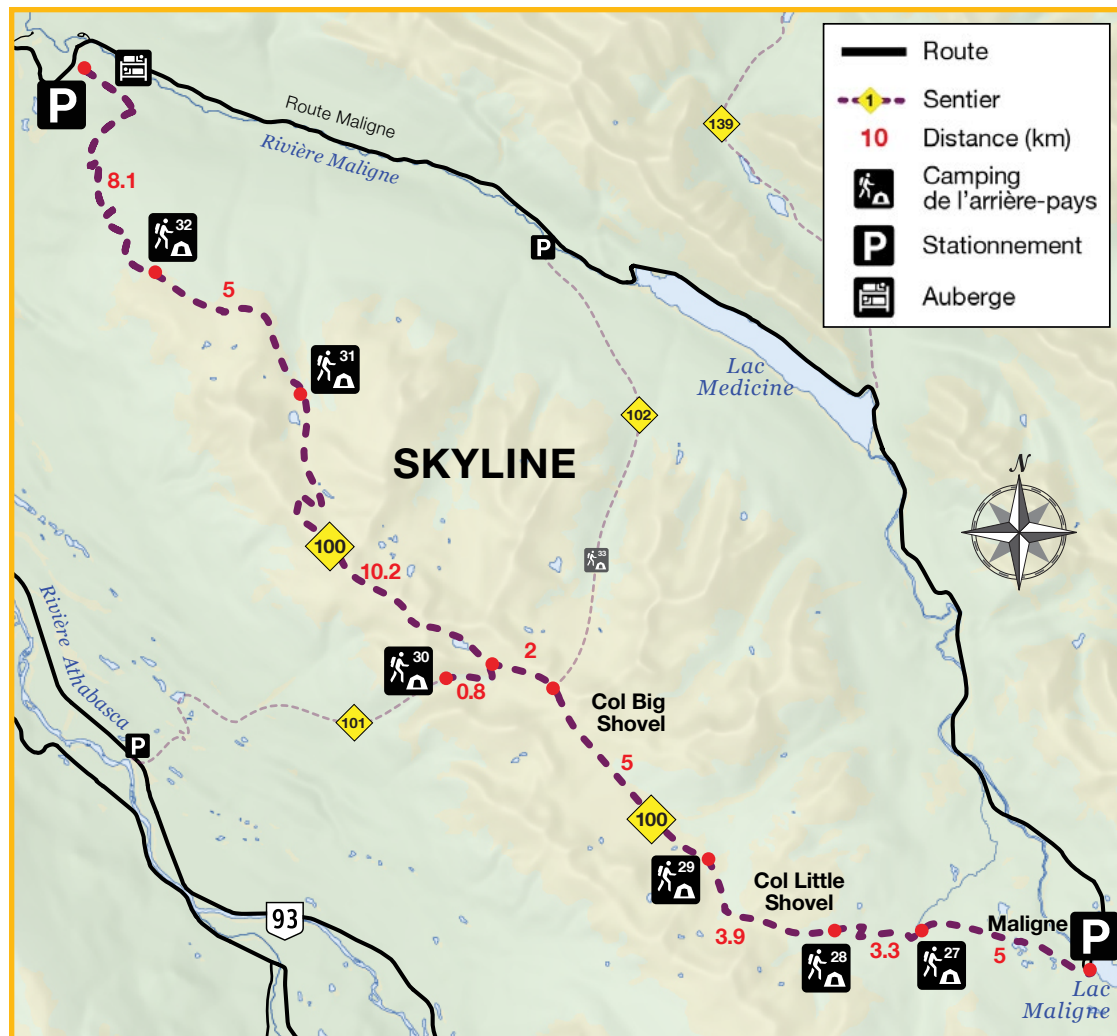 Route
1
Sentier
10
Distance (km)
Camping
de l'arrière-pays
P
Stationnement
Auberge
P
Route Maligne
Rivière Maligne
139
8.1
32
5
P
31
Lac
Medicine
102
SKYLINE
N
100
33
10.2
Rivière Athabasca
30
2
0.8
Col Big
Shovel
101
P
5
100
29
Col Little
Shovel
93
3.9
28
3.3
27
Maligne
P
5
Lac
Maligne